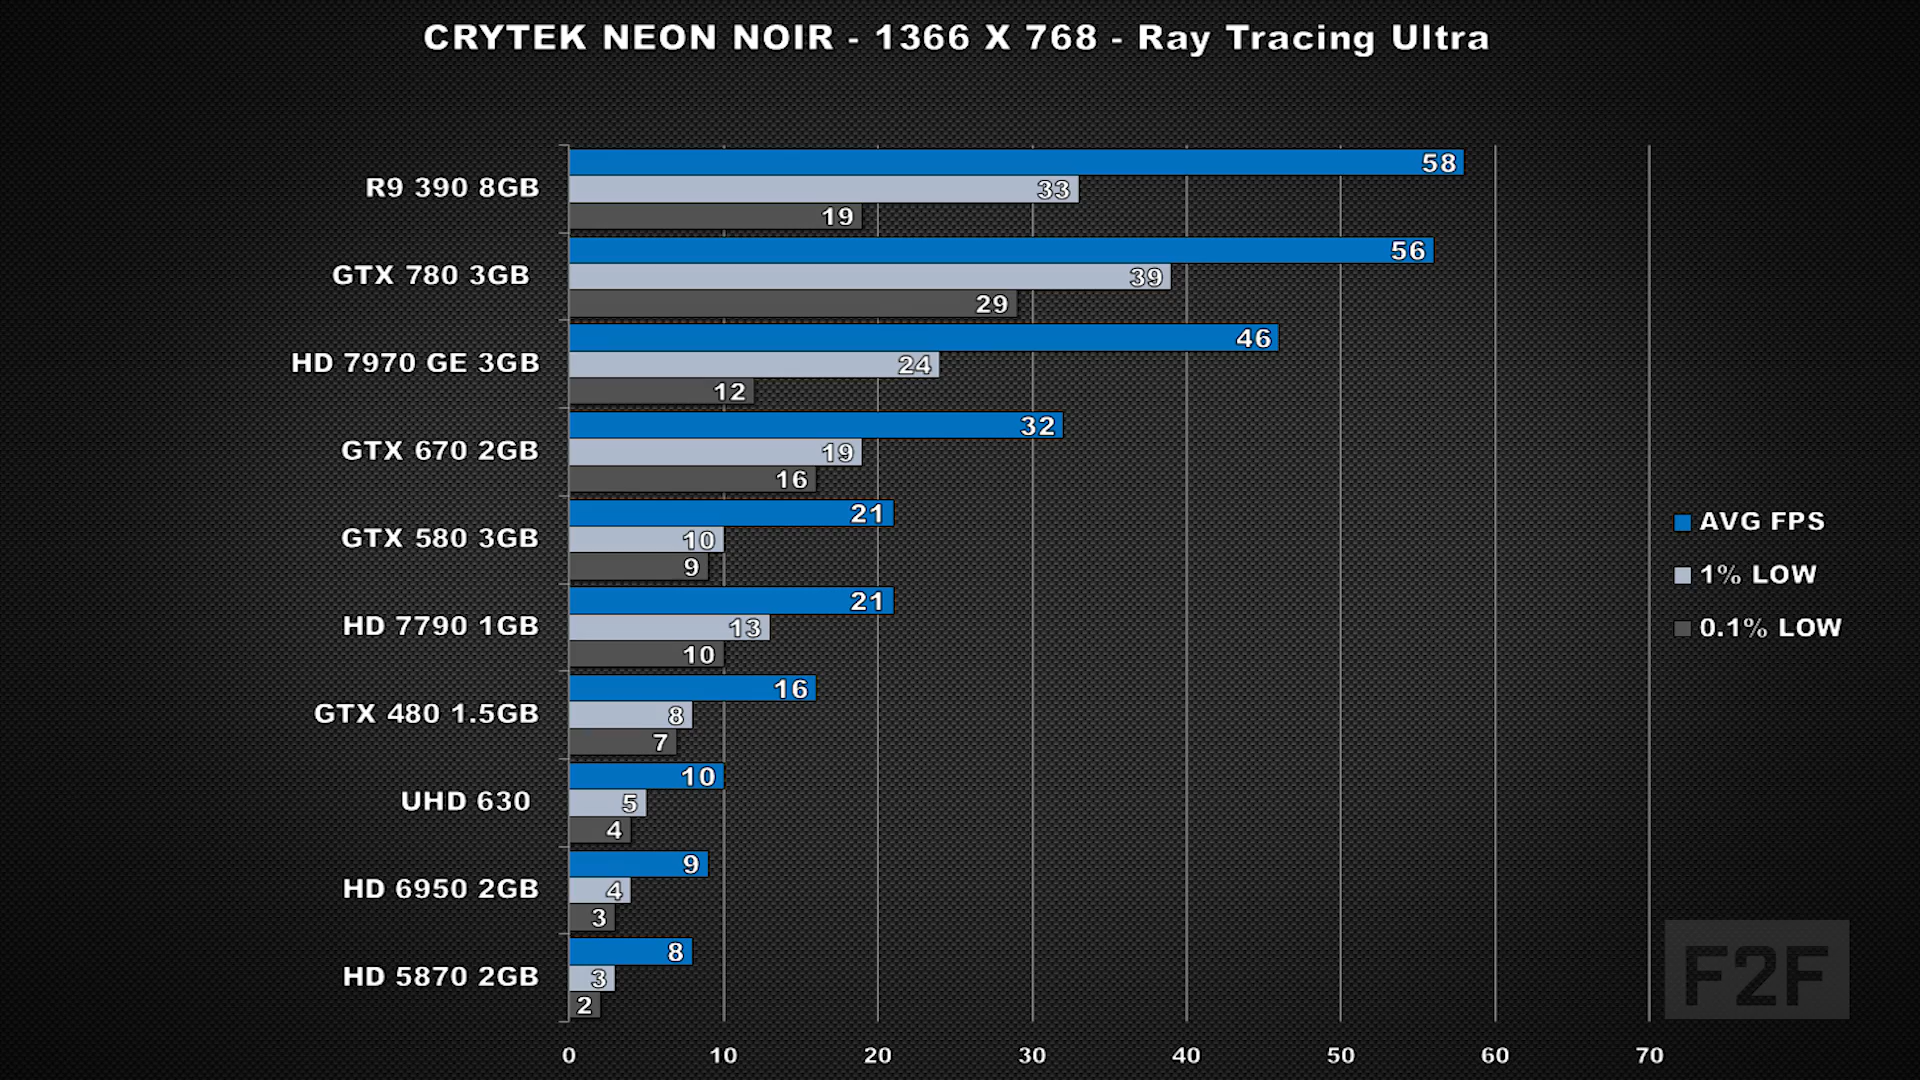 CRYTEK NEON NOIR - 1366 X 768 - Ray Tracing Ultra
R9 390 8GB
58
33
19
GTX 780 3GB
56
39
29
HD 7970 GE 3GB
46
24
12
GTX 670 2GB
32
19
16
GTX 580 3GB
21
10
9
HD 7790 1GB
21
13
10
GTX 480 1.5GB
16
8
7
UHD 630
10
5
4
HD 6950 2GB
9
4
3
HD 5870 2GB
8
3
2
0 10 20 30 40 50 60 70
AVG FPS
1% LOW
0.1% LOW
F2F